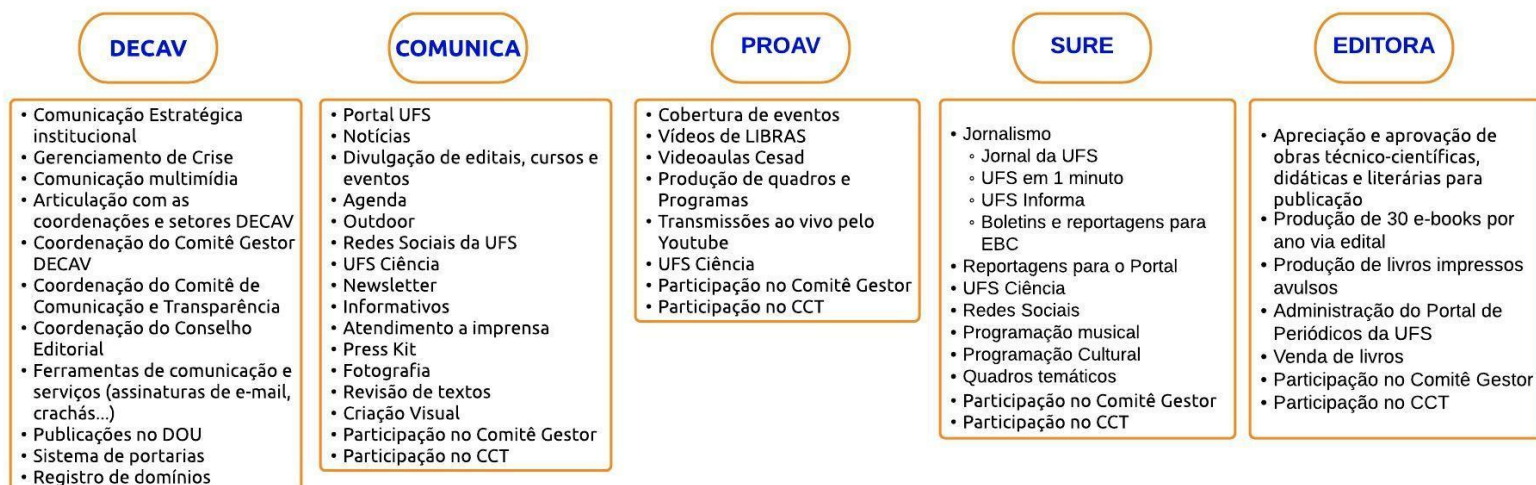 DECAV
• Comunicação Estratégica
institucional
• Gerenciamento de Crise
• Comunicação multimídia
• Articulação com as
coordenações e setores DECAV
• Coordenação do Comitê Gestor
DECAV
• Coordenação do Comitê de
Comunicação e Transparência
• Coordenação do Conselho
Editorial
• Ferramentas de comunicação e
serviços (assinaturas de e-mail,
crachás...)
• Publicações no DOU
• Sistema de portarias
• Registro de domínios
COMUNICA
• Portal UFS
• Notícias
• Divulgação de editais, cursos e
eventos
• Agenda
• Outdoor
• Redes Sociais da UFS
• UFS Ciência
• Newsletter
• Informativos
• Atendimento a imprensa
• Press Kit
• Fotografia
• Revisão de textos
• Criação Visual
• Participação no Comitê Gestor
• Participação no CCT
PROAV
• Cobertura de eventos
• Vídeos de LIBRAS
• Videoaulas Cesad
• Produção de quadros e
Programas
• Transmissões ao vivo pelo
Youtube
• UFS Ciência
• Participação no Comitê Gestor
• Participação no CCT
SURE
• Jornalismo
◦ Jornal da UFS
◦ UFS em 1 minuto
◦ UFS Informa
◦ Boletins e reportagens para
EBC
• Reportagens para o Portal
• UFS Ciência
• Redes Sociais
• Programação musical
• Programação Cultural
• Quadros temáticos
• Participação no Comitê Gestor
• Participação no CCT
EDITORA
• Apreciação e aprovação de
obras técnico-científicas,
didáticas e literárias para
publicação
• Produção de 30 e-books por
ano via edital
• Produção de livros impressos
avulsos
• Administração do Portal de
Periódicos da UFS
• Venda de livros
• Participação no Comitê Gestor
• Participação no CCT